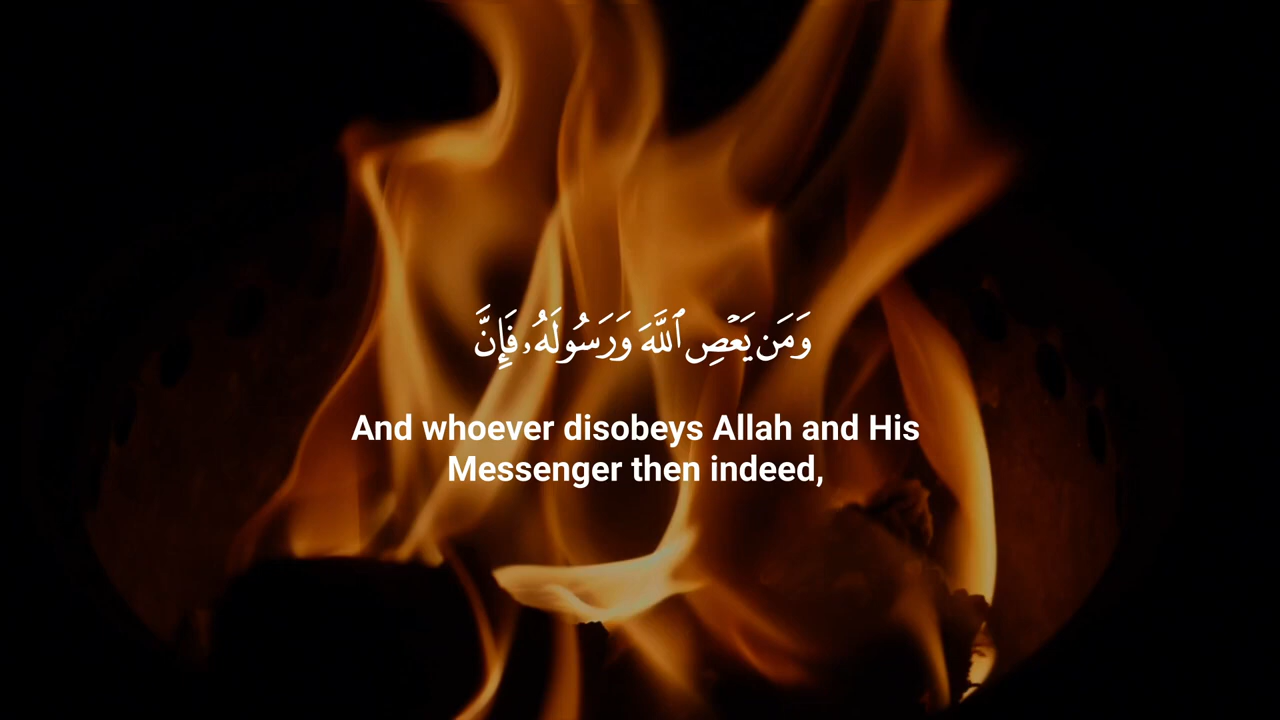 وَمَن يَعۡصِ ٱللَّهَ وَرَسُولَهُۥ فَإِنَّ
And whoever disobeys Allah and His
Messenger then indeed,